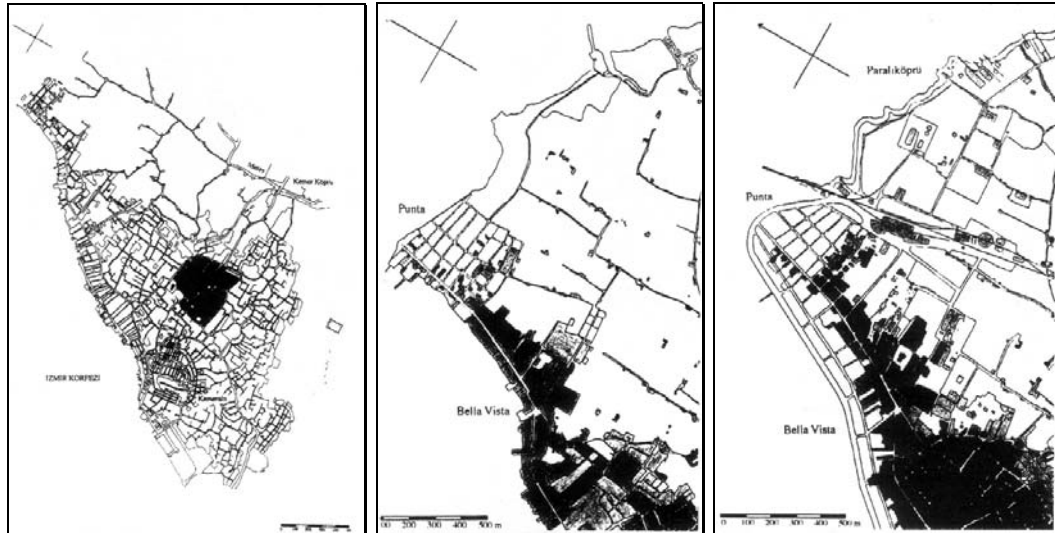 Kemer Köprü
IZMIR KORFEZI
Kemeraltı
Punta
Bella Vista
00 200 300 400 500 m
Paralıköprü
Punta
Bella Vista
0 100 200 300 400 500 m